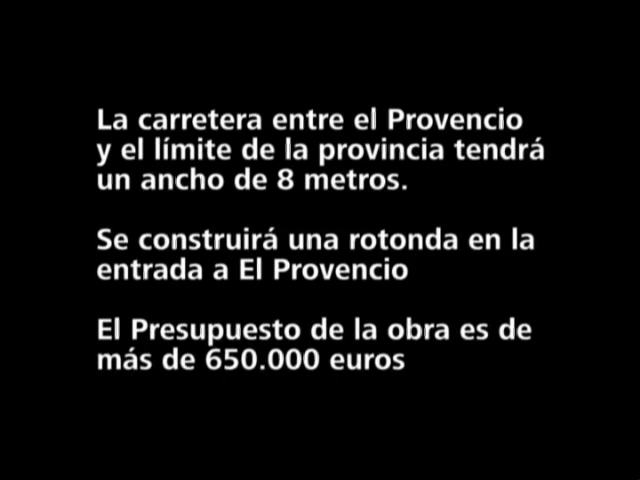 La carretera entre el Provencio
y el límite de la provincia tendrá
un ancho de 8 metros.
Se construirá una rotonda en la
entrada a El Provencio
El Presupuesto de la obra es de
más de 650.000 euros